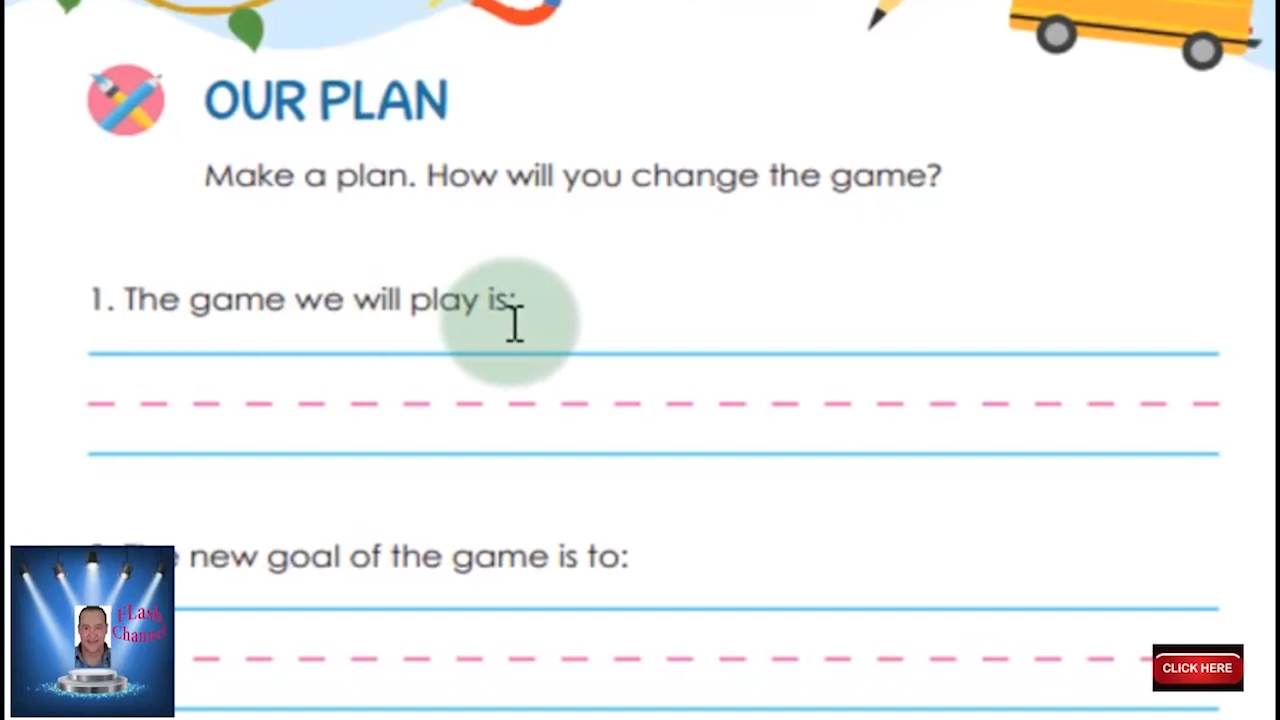 OUR PLAN
Make a plan. How will you change the game?
1. The game we will play is:
new goal of the game is to:
FLash
Channel
CLICK HERE